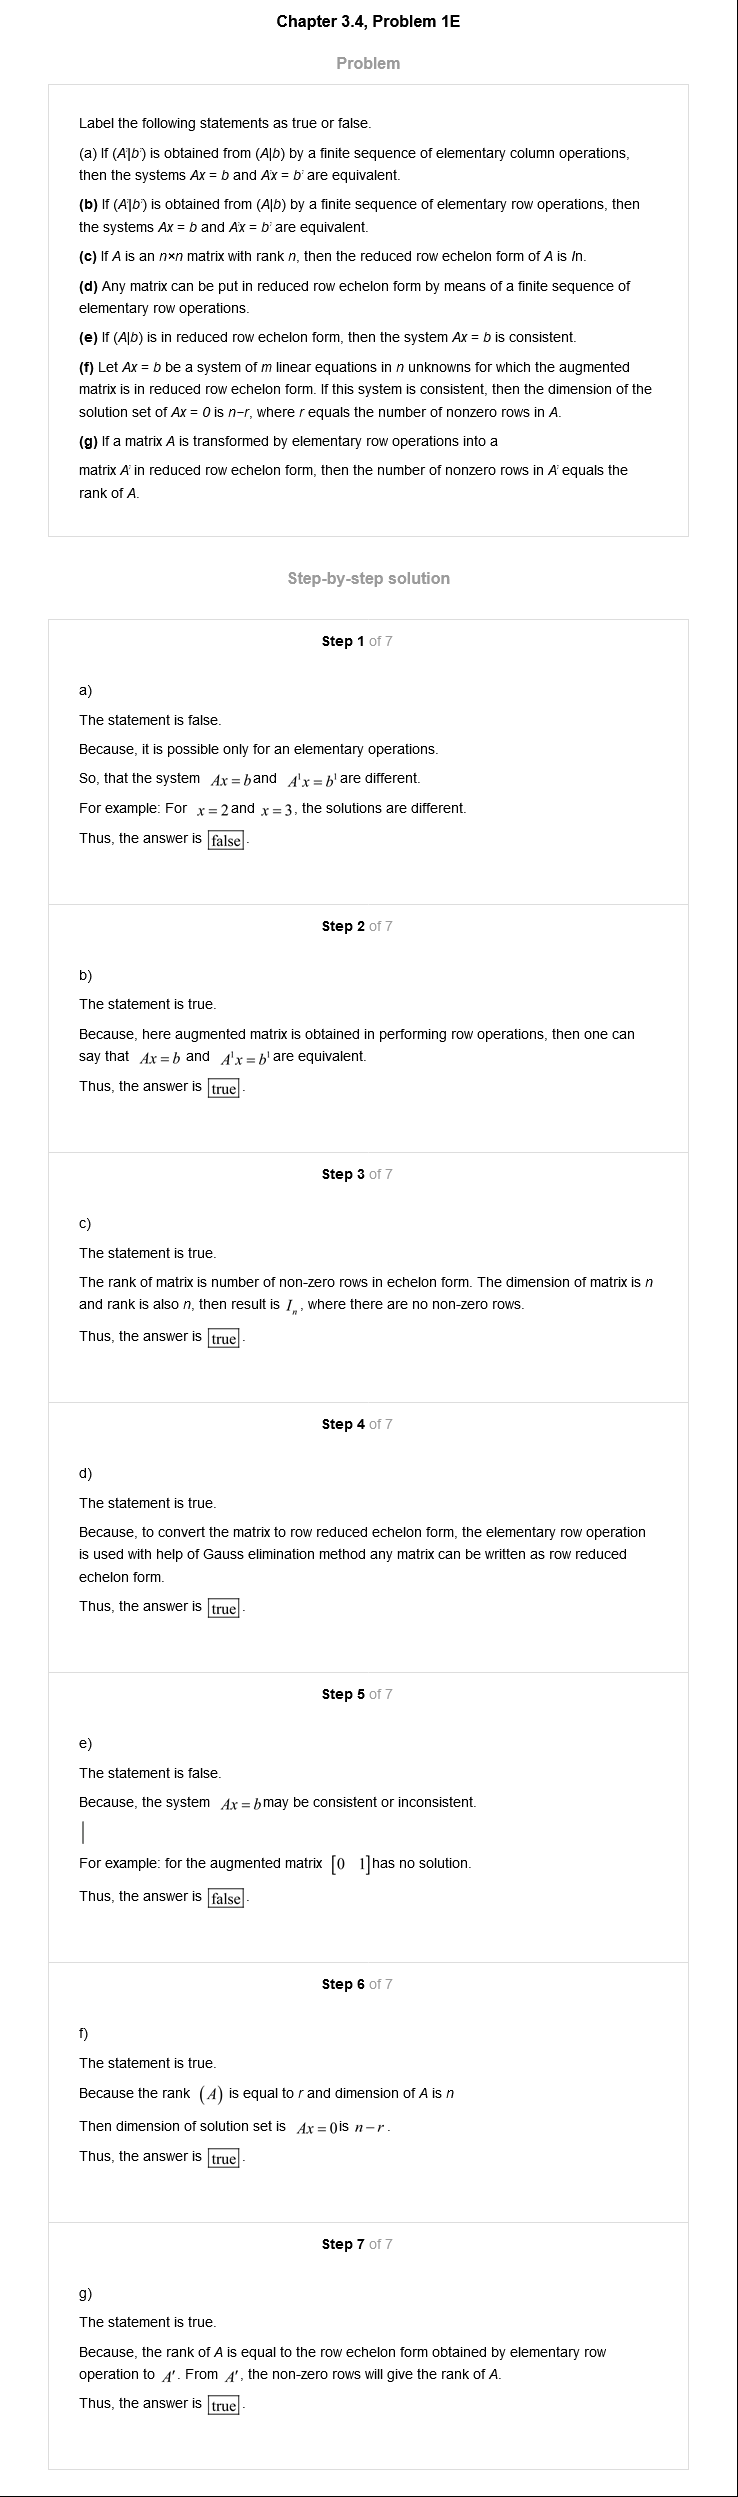 Chapter 3.4, Problem 1E
Problem
Label the following statements as true or false.
(a) If (A'|b') is obtained from (A|b) by a finite sequence of elementary column operations,
then the systems Ax = b and A'x = b' are equivalent.
(b) If (A'|b') is obtained from (A|b) by a finite sequence of elementary row operations, then
the systems Ax = b and A'x = b' are equivalent.
(c) If A is an n×n matrix with rank n, then the reduced row echelon form of A is In.
(d) Any matrix can be put in reduced row echelon form by means of a finite sequence of
elementary row operations.
(e) If (A|b) is in reduced row echelon form, then the system Ax = b is consistent.
(f) Let Ax = b be a system of m linear equations in n unknowns for which the augmented
matrix is in reduced row echelon form. If this system is consistent, then the dimension of the
solution set of Ax = 0 is n−r, where r equals the number of nonzero rows in A.
(g) If a matrix A is transformed by elementary row operations into a
matrix A' in reduced row echelon form, then the number of nonzero rows in A' equals the
rank of A.
Step-by-step solution
Step 1 of 7
a)
The statement is false.
Because, it is possible only for an elementary operations.
So, that the system Ax = b and A¹x = b¹ are different.
For example: For x = 2 and x = 3, the solutions are different.
Thus, the answer is false.
Step 2 of 7
b)
The statement is true.
Because, here augmented matrix is obtained in performing row operations, then one can
say that Ax = b and A¹x = b¹ are equivalent.
Thus, the answer is true.
Step 3 of 7
c)
The statement is true.
The rank of matrix is number of non-zero rows in echelon form. The dimension of matrix is n
and rank is also n, then result is Iₙ, where there are no non-zero rows.
Thus, the answer is true.
Step 4 of 7
d)
The statement is true.
Because, to convert the matrix to row reduced echelon form, the elementary row operation
is used with help of Gauss elimination method any matrix can be written as row reduced
echelon form.
Thus, the answer is true.
Step 5 of 7
e)
The statement is false.
Because, the system Ax = b may be consistent or inconsistent.
|
For example: for the augmented matrix [0 1] has no solution.
Thus, the answer is false.
Step 6 of 7
f)
The statement is true.
Because the rank (A) is equal to r and dimension of A is n
Then dimension of solution set is Ax = 0 is n − r.
Thus, the answer is true.
Step 7 of 7
g)
The statement is true.
Because, the rank of A is equal to the row echelon form obtained by elementary row
operation to A'. From A', the non-zero rows will give the rank of A.
Thus, the answer is true.